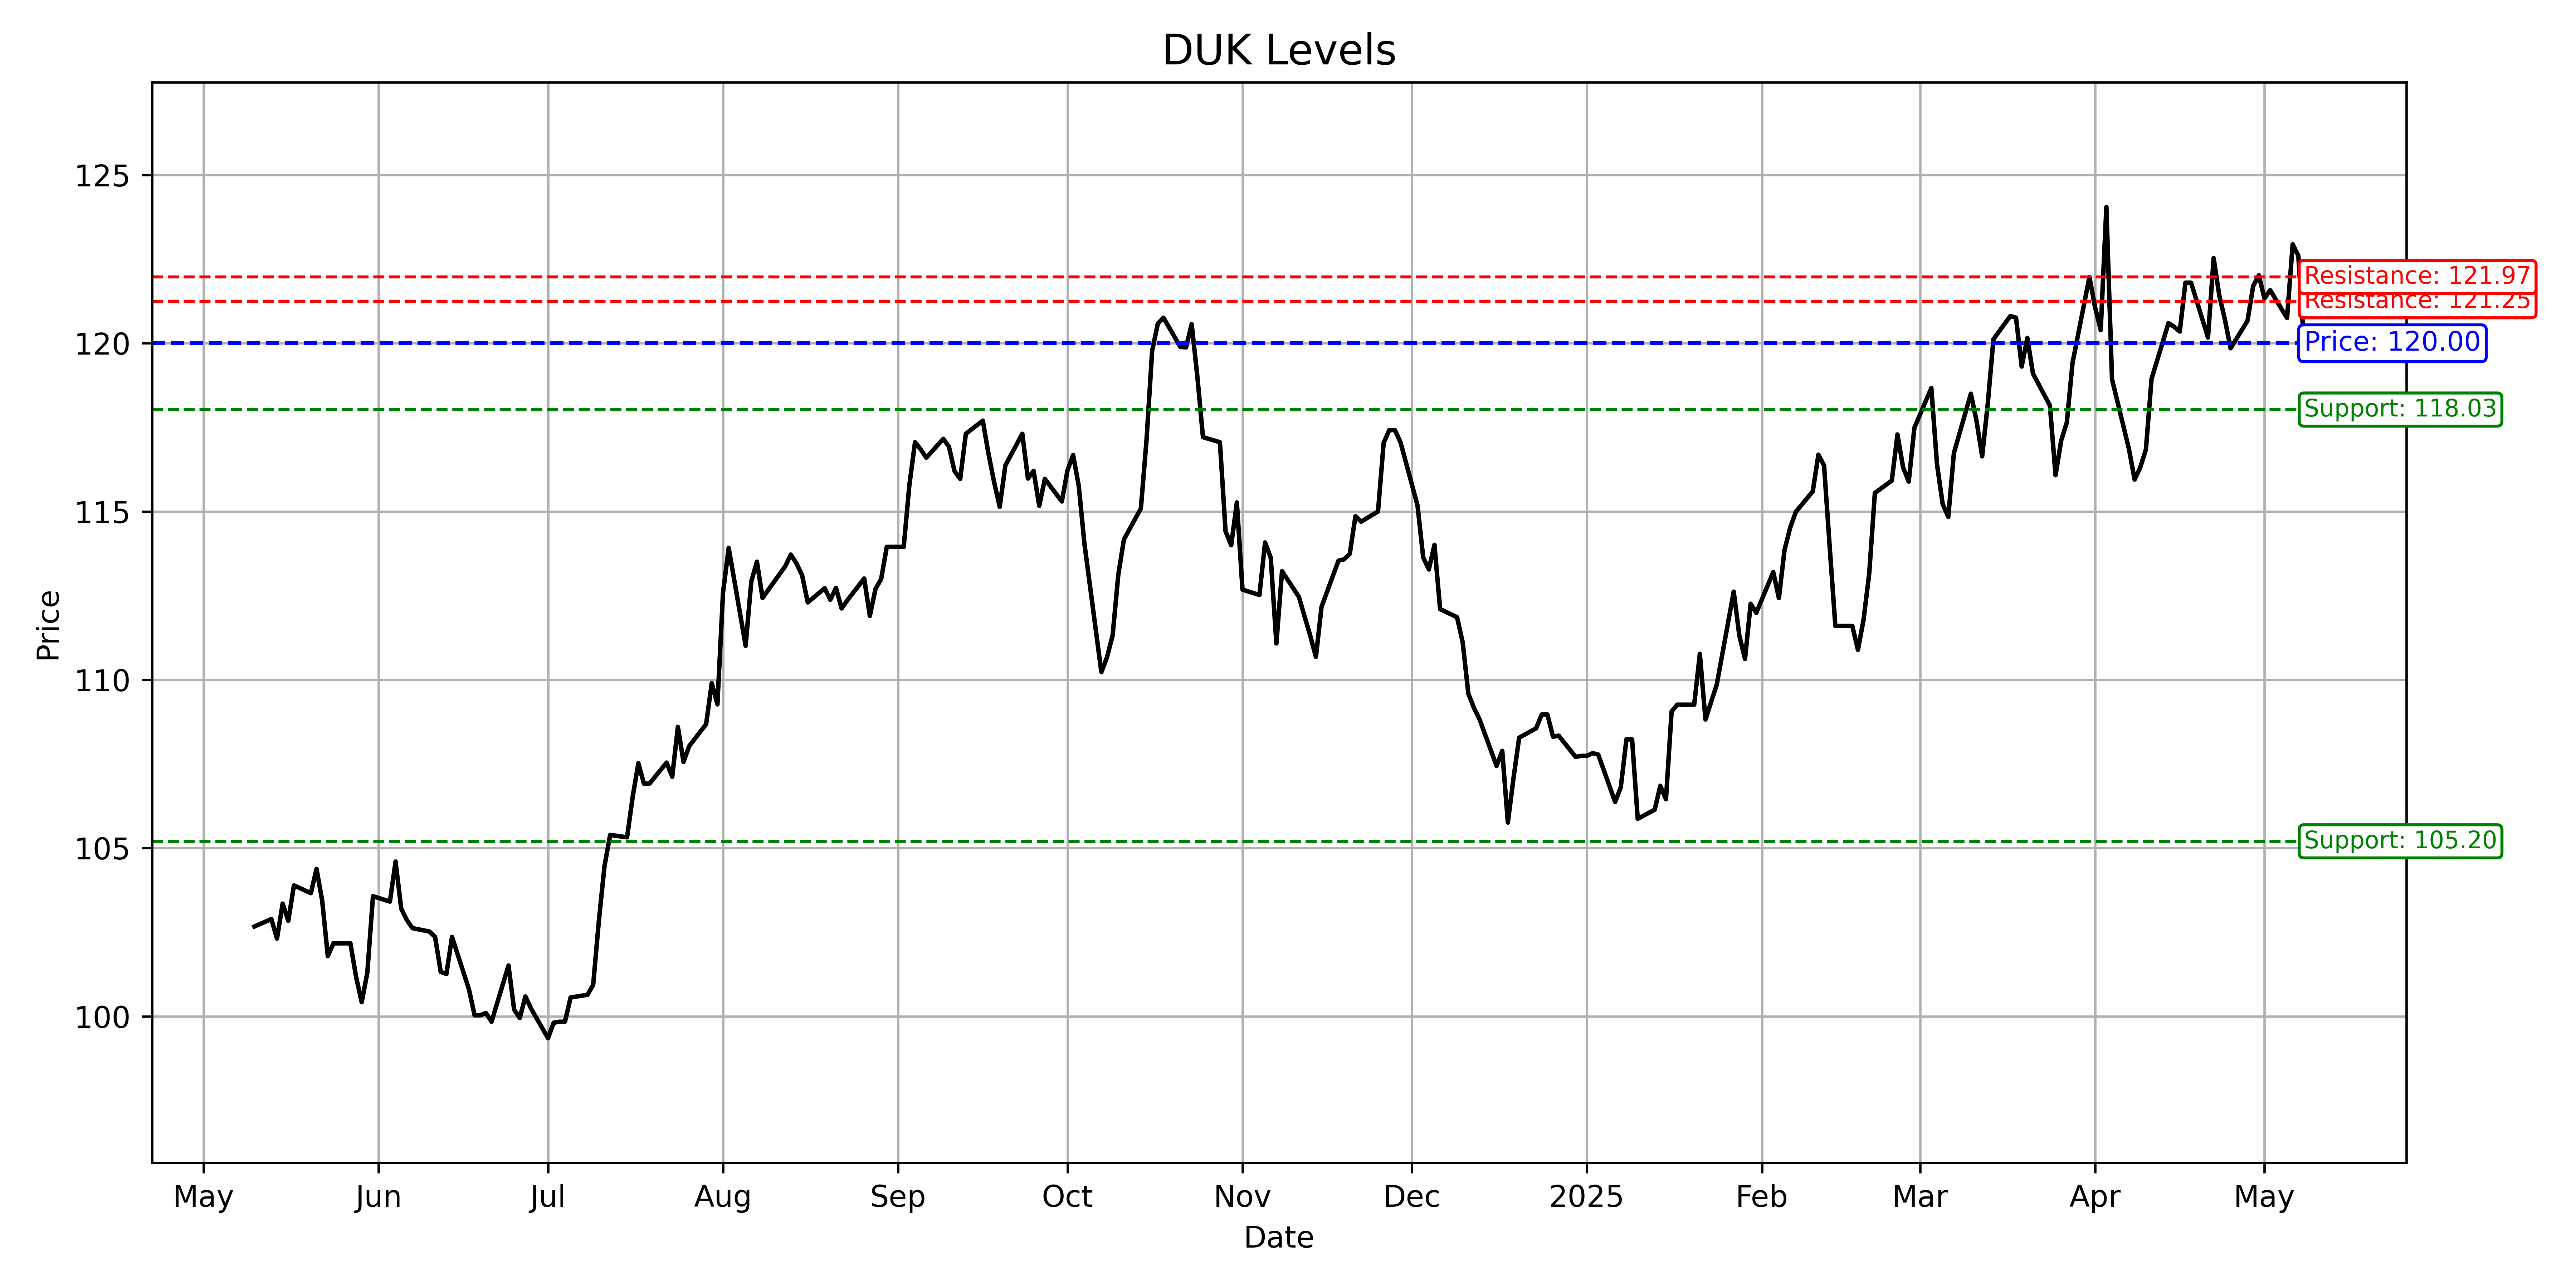 DUK Levels
125
120
115
110
105
100
Price
Resistance: 121.97
Resistance: 121.25
Price: 120.00
Support: 118.03
Support: 105.20
May Jun Jul Aug Sep Oct Nov Dec 2025 Feb Mar Apr May
Date